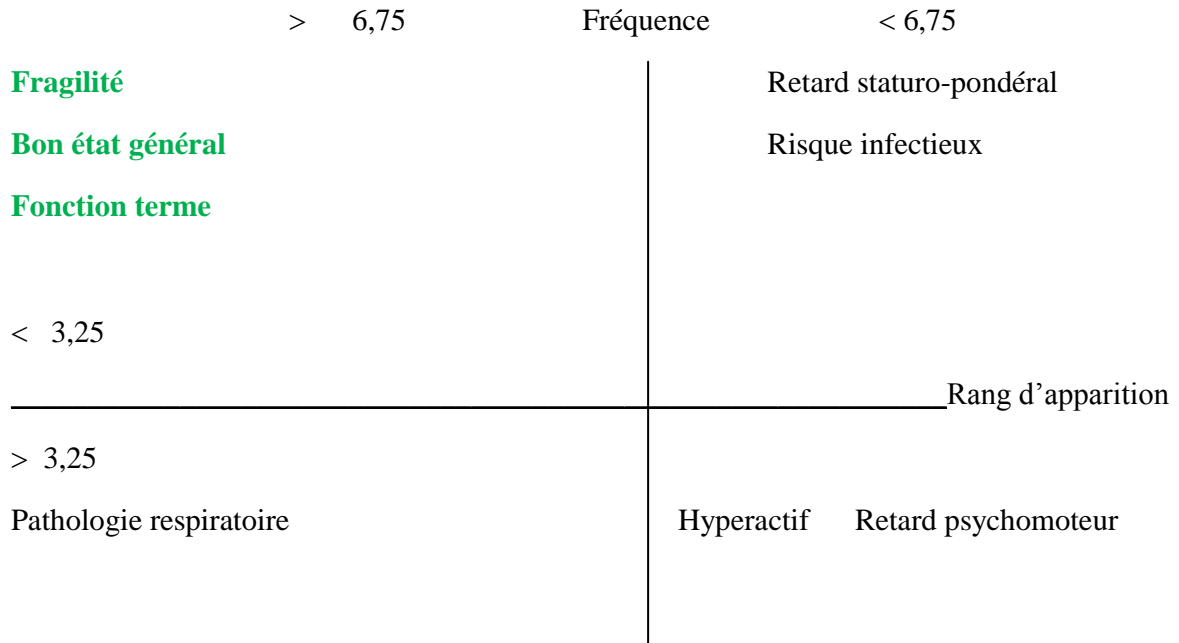 > 6,75 Fréquence < 6,75
Fragilité Retard staturo-pondéral
Bon état général Risque infectieux
Fonction terme
< 3,25
Rang d’apparition
> 3,25
Pathologie respiratoire Hyperactif Retard psychomoteur